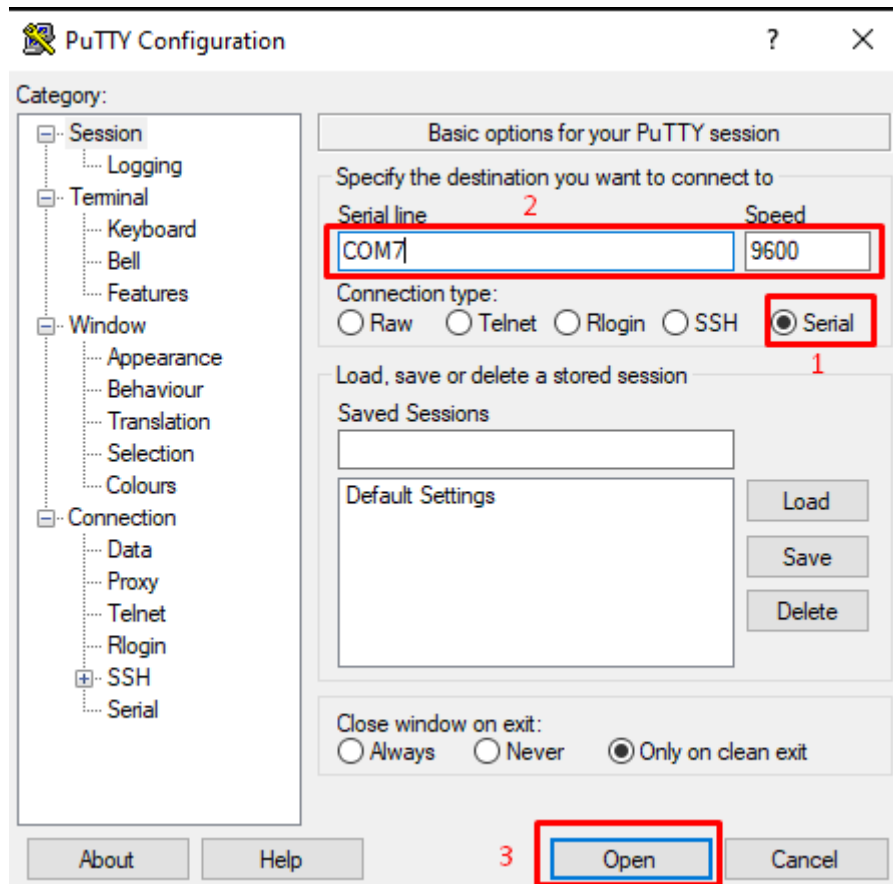 PuTTY Configuration ?
Category:
Session
Logging
Terminal
Keyboard
Bell
Features
Window
Appearance
Behaviour
Translation
Selection
Colours
Connection
Data
Proxy
Telnet
Rlogin
SSH
Serial
Basic options for your PuTTY session
Specify the destination you want to connect to
2
Serial line Speed
COM7 9600
Connection type:
Raw Telnet Rlogin SSH Serial
1
Load, save or delete a stored session
Saved Sessions
Default Settings
Load
Save
Delete
Close window on exit:
Always Never Only on clean exit
About Help 3 Open Cancel